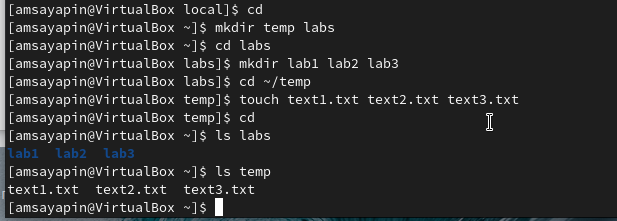 [amsayapin@VirtualBox local]$ cd
[amsayapin@VirtualBox ~]$ mkdir temp labs
[amsayapin@VirtualBox ~]$ cd labs
[amsayapin@VirtualBox labs]$ mkdir lab1 lab2 lab3
[amsayapin@VirtualBox labs]$ cd ~/temp
[amsayapin@VirtualBox temp]$ touch text1.txt text2.txt text3.txt
[amsayapin@VirtualBox temp]$ cd
[amsayapin@VirtualBox ~]$ ls labs
lab1  lab2  lab3
[amsayapin@VirtualBox ~]$ ls temp
text1.txt  text2.txt  text3.txt
[amsayapin@VirtualBox ~]$